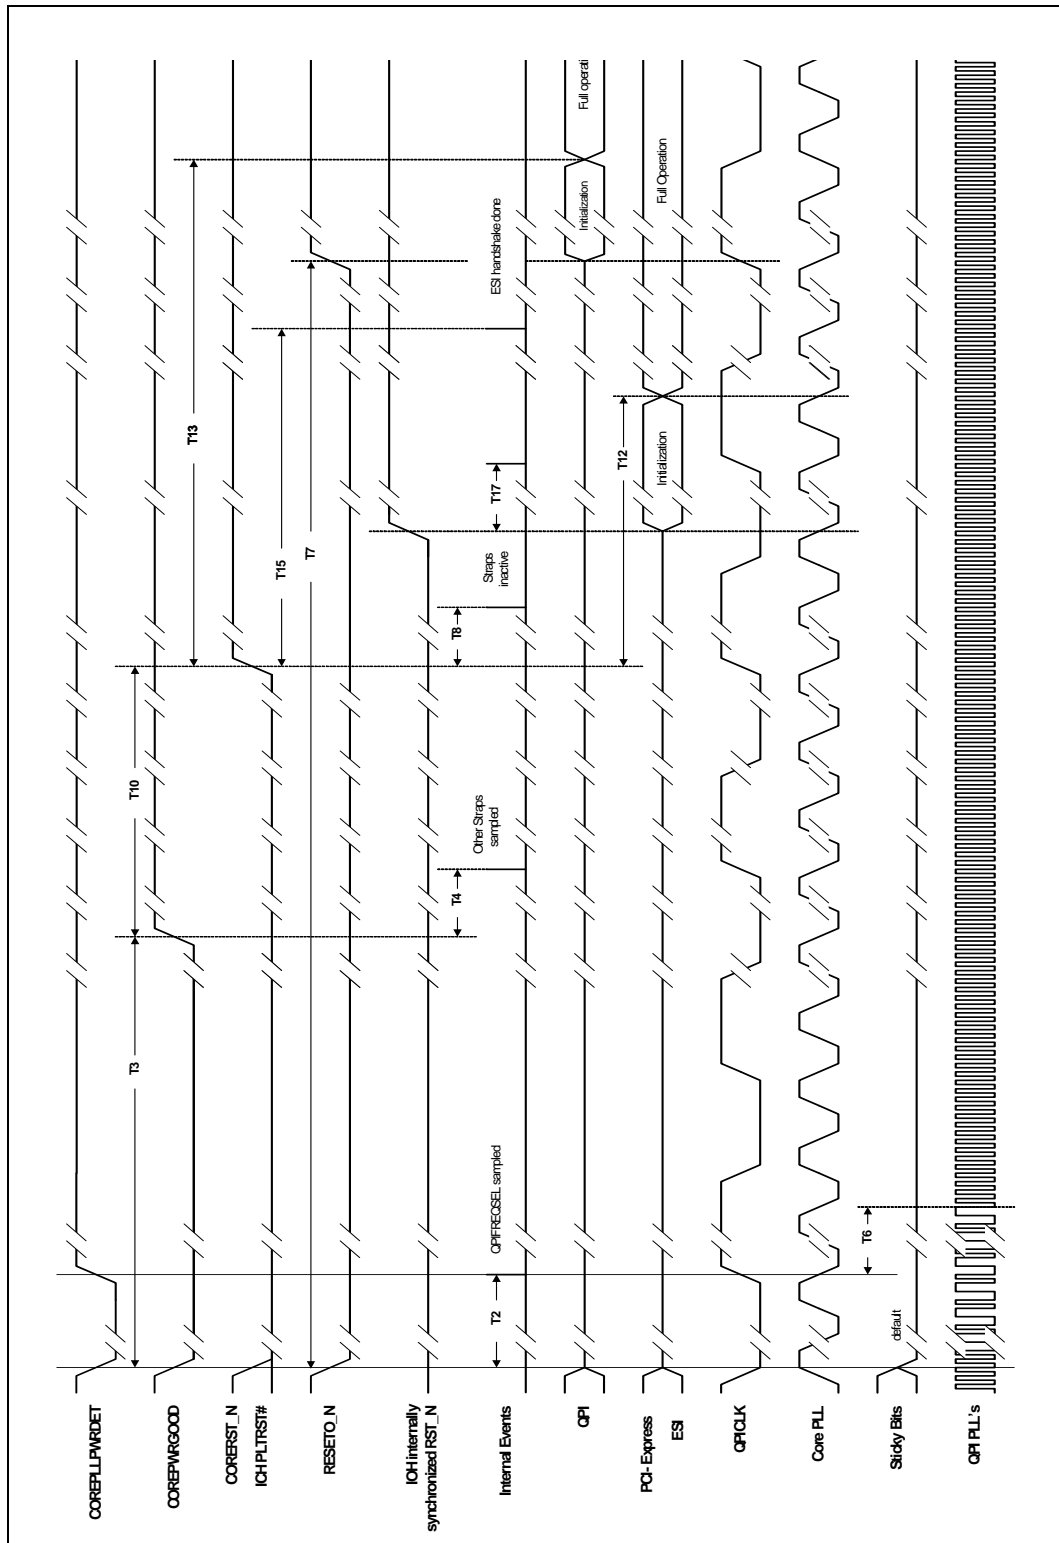 COREPLLPWRDET
COREPWRGOOD
CORERST_N
ICH PLTRST#
RESETO_N
IOH internally
synchronized RST_N
Internal Events
QPI
PCI- Express
ESI
QPICLK
Core PLL
Sticky Bits
QPI PLL's
T3
T10
T13
T7
T15
T2
T4
T8
T17
T12
T6
QPIFREQSEL sampled
Other Straps
sampled
Straps
inactive
ESI handshake done
Initialization
Full operati
Initialization
Full Operation
default